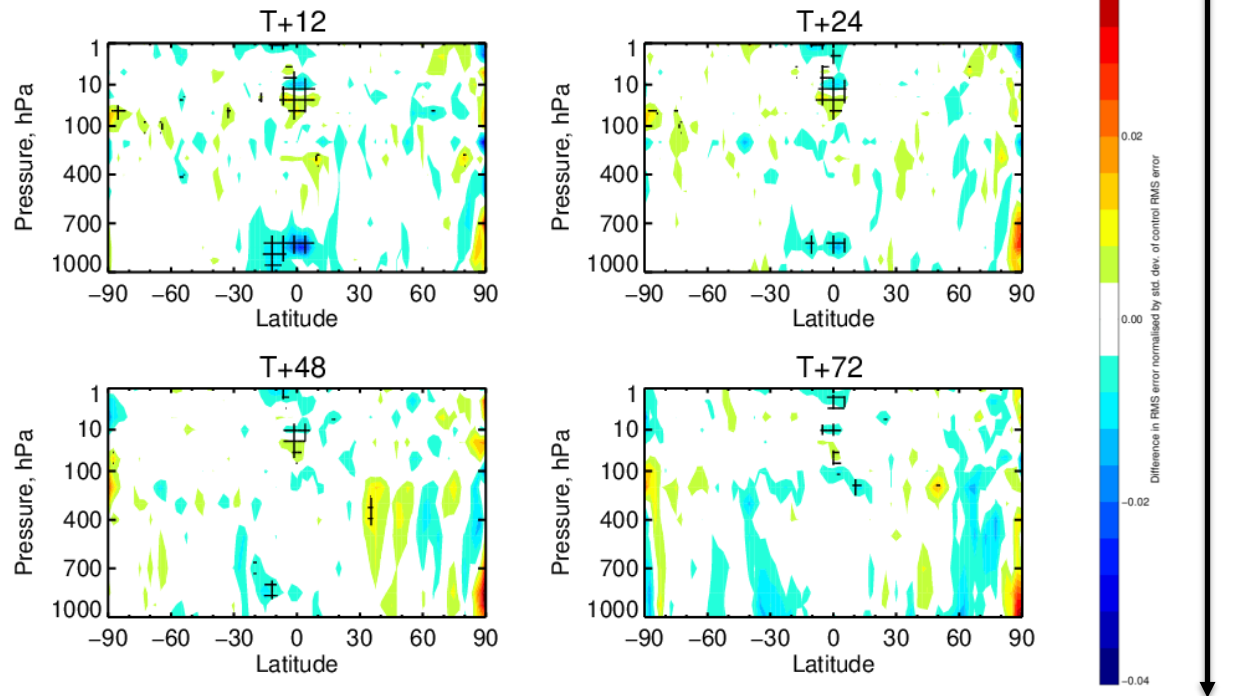 T+12
T+24
Pressure, hPa
1
10
100
400
700
1000
−90 −60 −30 0 30 60 90
Latitude
Pressure, hPa
1
10
100
400
700
1000
−90 −60 −30 0 30 60 90
Latitude
T+48
T+72
Pressure, hPa
1
10
100
400
700
1000
−90 −60 −30 0 30 60 90
Latitude
Pressure, hPa
1
10
100
400
700
1000
−90 −60 −30 0 30 60 90
Latitude
0.02
0.00
−0.02
−0.04
Difference in RMS error normalised by std. dev. of control RMS error